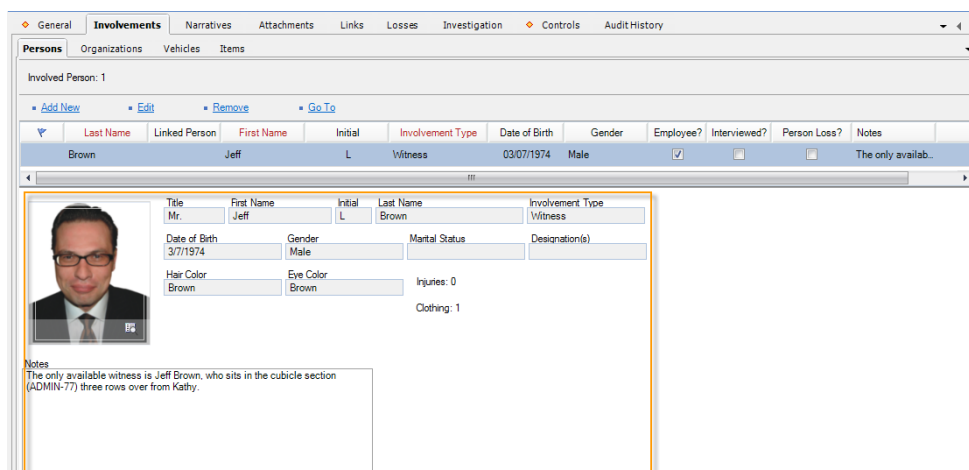 General Involvements Narratives Attachments Links Losses Investigation Controls Audit History
Persons Organizations Vehicles Items
Involved Person: 1
Add New Edit Remove Go To
Last Name Linked Person First Name Initial Involvement Type Date of Birth Gender Employee? Interviewed? Person Loss? Notes
Brown Jeff L Witness 03/07/1974 Male The only availab...
Title First Name Initial Last Name Involvement Type
Mr. Jeff L Brown Witness
Date of Birth Gender Marital Status Designation(s)
3/7/1974 Male
Hair Color Eye Color
Brown Brown
Injuries: 0
Clothing: 1
Notes
The only available witness is Jeff Brown, who sits in the cubicle section
(ADMIN-77) three rows over from Kathy.